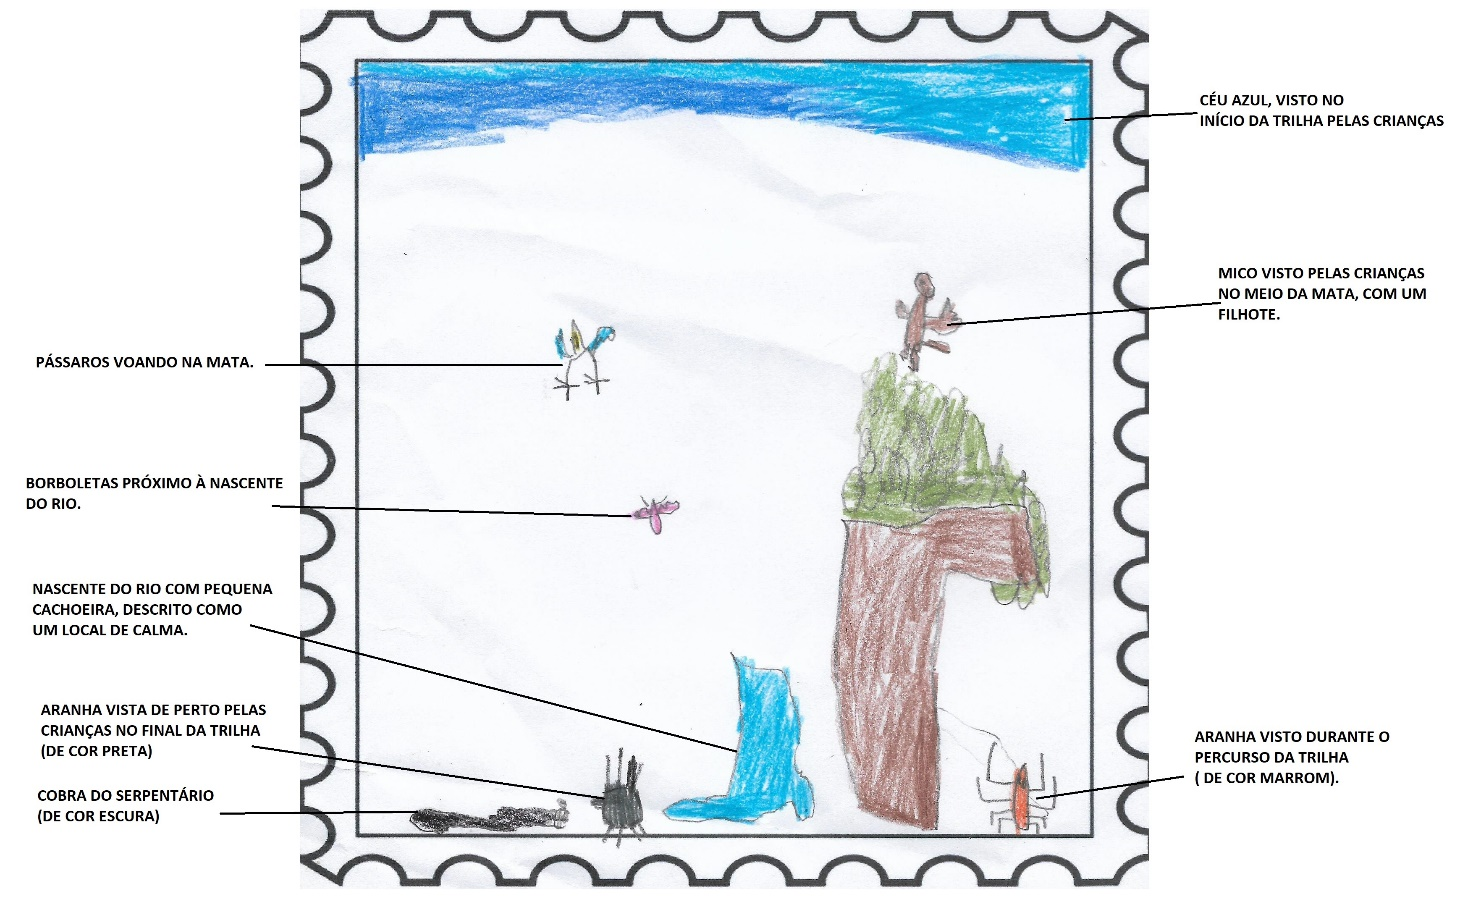 CÉU AZUL, VISTO NO
INÍCIO DA TRILHA PELAS CRIANÇAS
MICO VISTO PELAS CRIANÇAS
NO MEIO DA MATA, COM UM
FILHOTE.
PÁSSAROS VOANDO NA MATA.
BORBOLETAS PRÓXIMO À NASCENTE
DO RIO.
NASCENTE DO RIO COM PEQUENA
CACHOEIRA, DESCRITO COMO
UM LOCAL DE CALMA.
ARANHA VISTA DE PERTO PELAS
CRIANÇAS NO FINAL DA TRILHA
(DE COR PRETA)
ARANHA VISTO DURANTE O
PERCURSO DA TRILHA
( DE COR MARROM).
COBRA DO SERPENTÁRIO
(DE COR ESCURA)